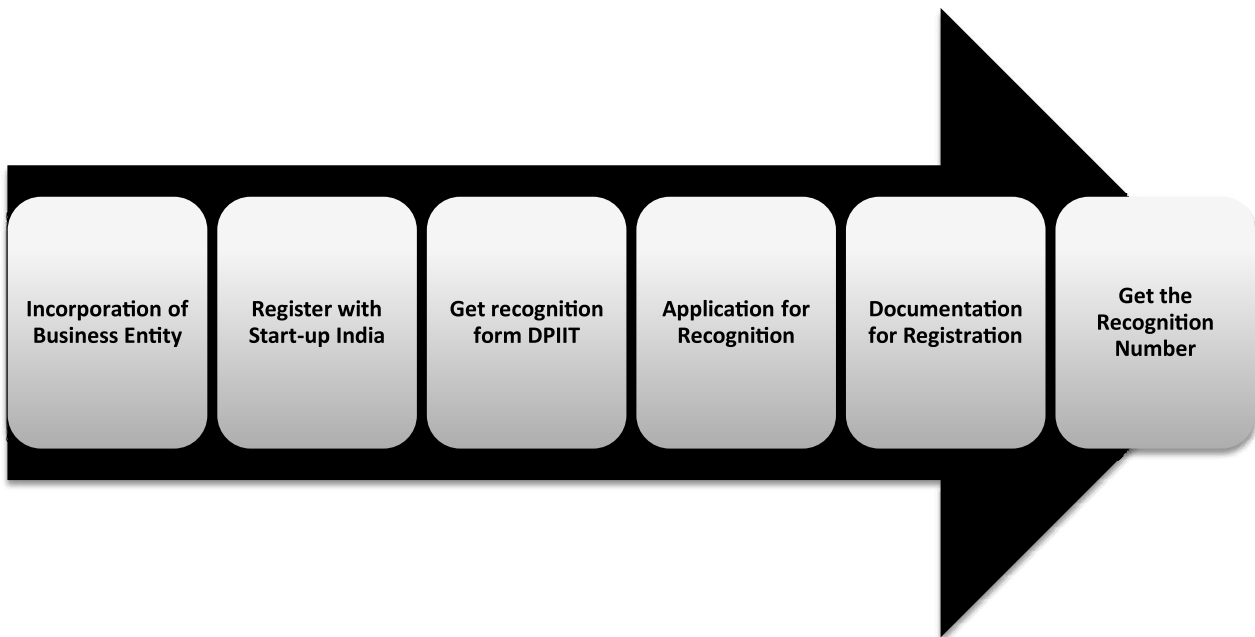 Incorporation of
Business Entity
Register with
Start-up India
Get recognition
form DPIIT
Application for
Recognition
Documentation
for Registration
Get the
Recognition
Number